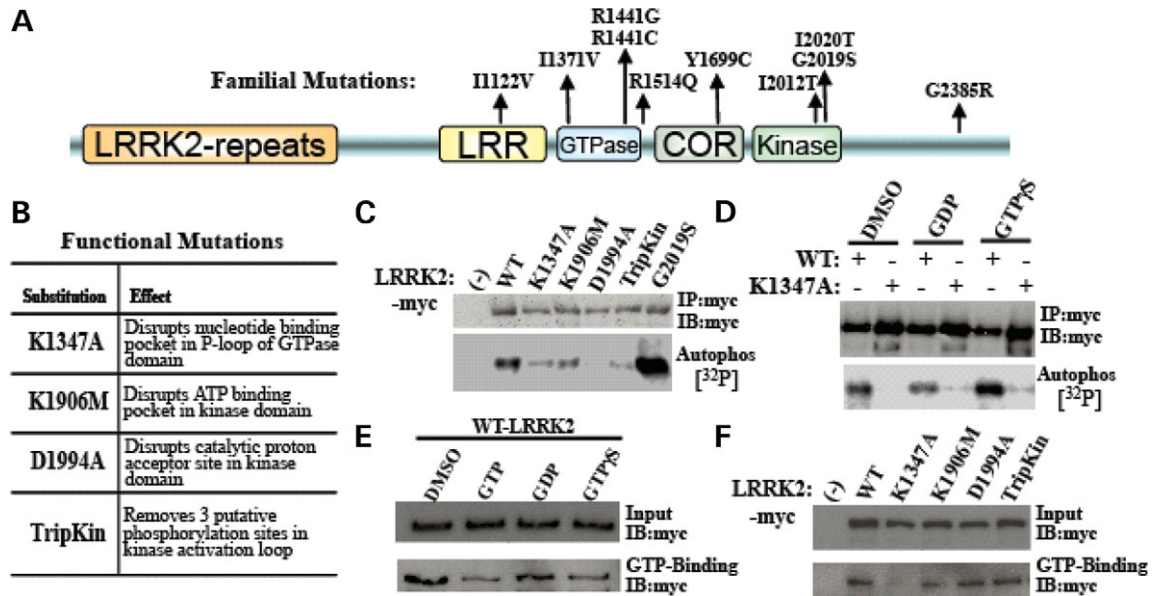 A
Familial Mutations:
I1122V
I1371V
R1441G
R1441C
R1514Q
Y1699C
I2020T
G2019S
I2012T
G2385R
LRRK2-repeats
LRR
GTPase
COR
Kinase
B
Functional Mutations
Substitution Effect
K1347A Disrupts nucleotide binding
pocket in P-loop of GTPase
domain
K1906M Disrupts ATP binding
pocket in kinase domain
D1994A Disrupts catalytic proton
acceptor site in kinase
domain
TripKin Removes 3 putative
phosphorylation sites in
kinase activation loop
C
LRRK2:
-myc
(-) WT K1347A K1906M D1994A TripKin G2019S
IP:myc
IB:myc
Autophos
[32P]
D
DMSO GDP GTPγS
WT: + - + - + -
K1347A: - + - + - +
IP:myc
IB:myc
Autophos
[32P]
E
WT-LRRK2
DMSO GTP GDP GTPγS
Input
IB:myc
GTP-Binding
IB:myc
F
LRRK2:
-myc
(-) WT K1347A K1906M D1994A TripKin
Input
IB:myc
GTP-Binding
IB:myc